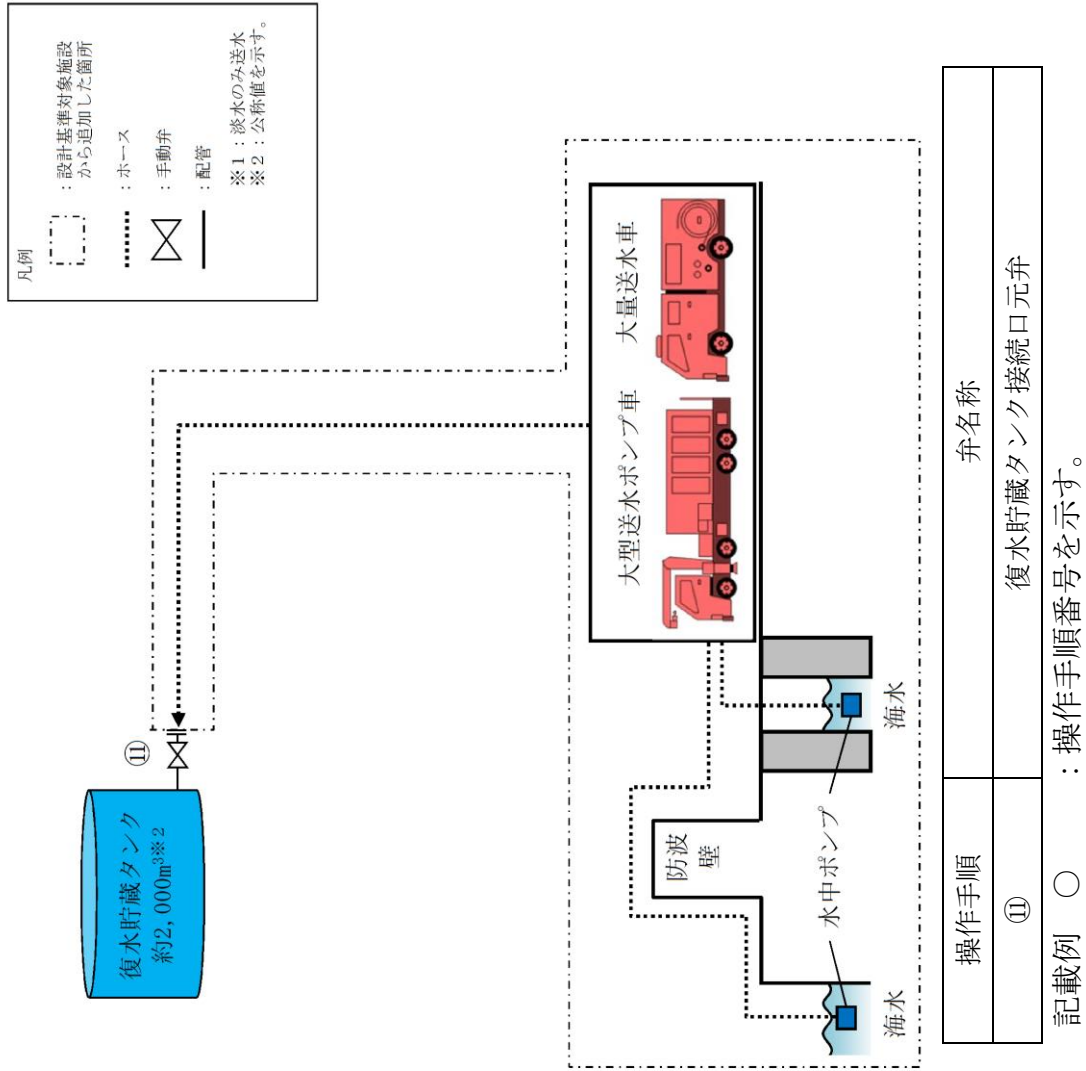 凡例
：設計基準対象施設
から追加した箇所
：ホース
：手動弁
：配管
※1：淡水のみ送水
※2：公称値を示す。
復水貯蔵タンク
約2,000m³※2
⑪
大型送水ポンプ車
大量送水車
防波
壁
水中ポンプ
海水
海水
操作手順
弁名称
⑪
復水貯蔵タンク接続口元弁
記載例　○　：操作手順番号を示す。